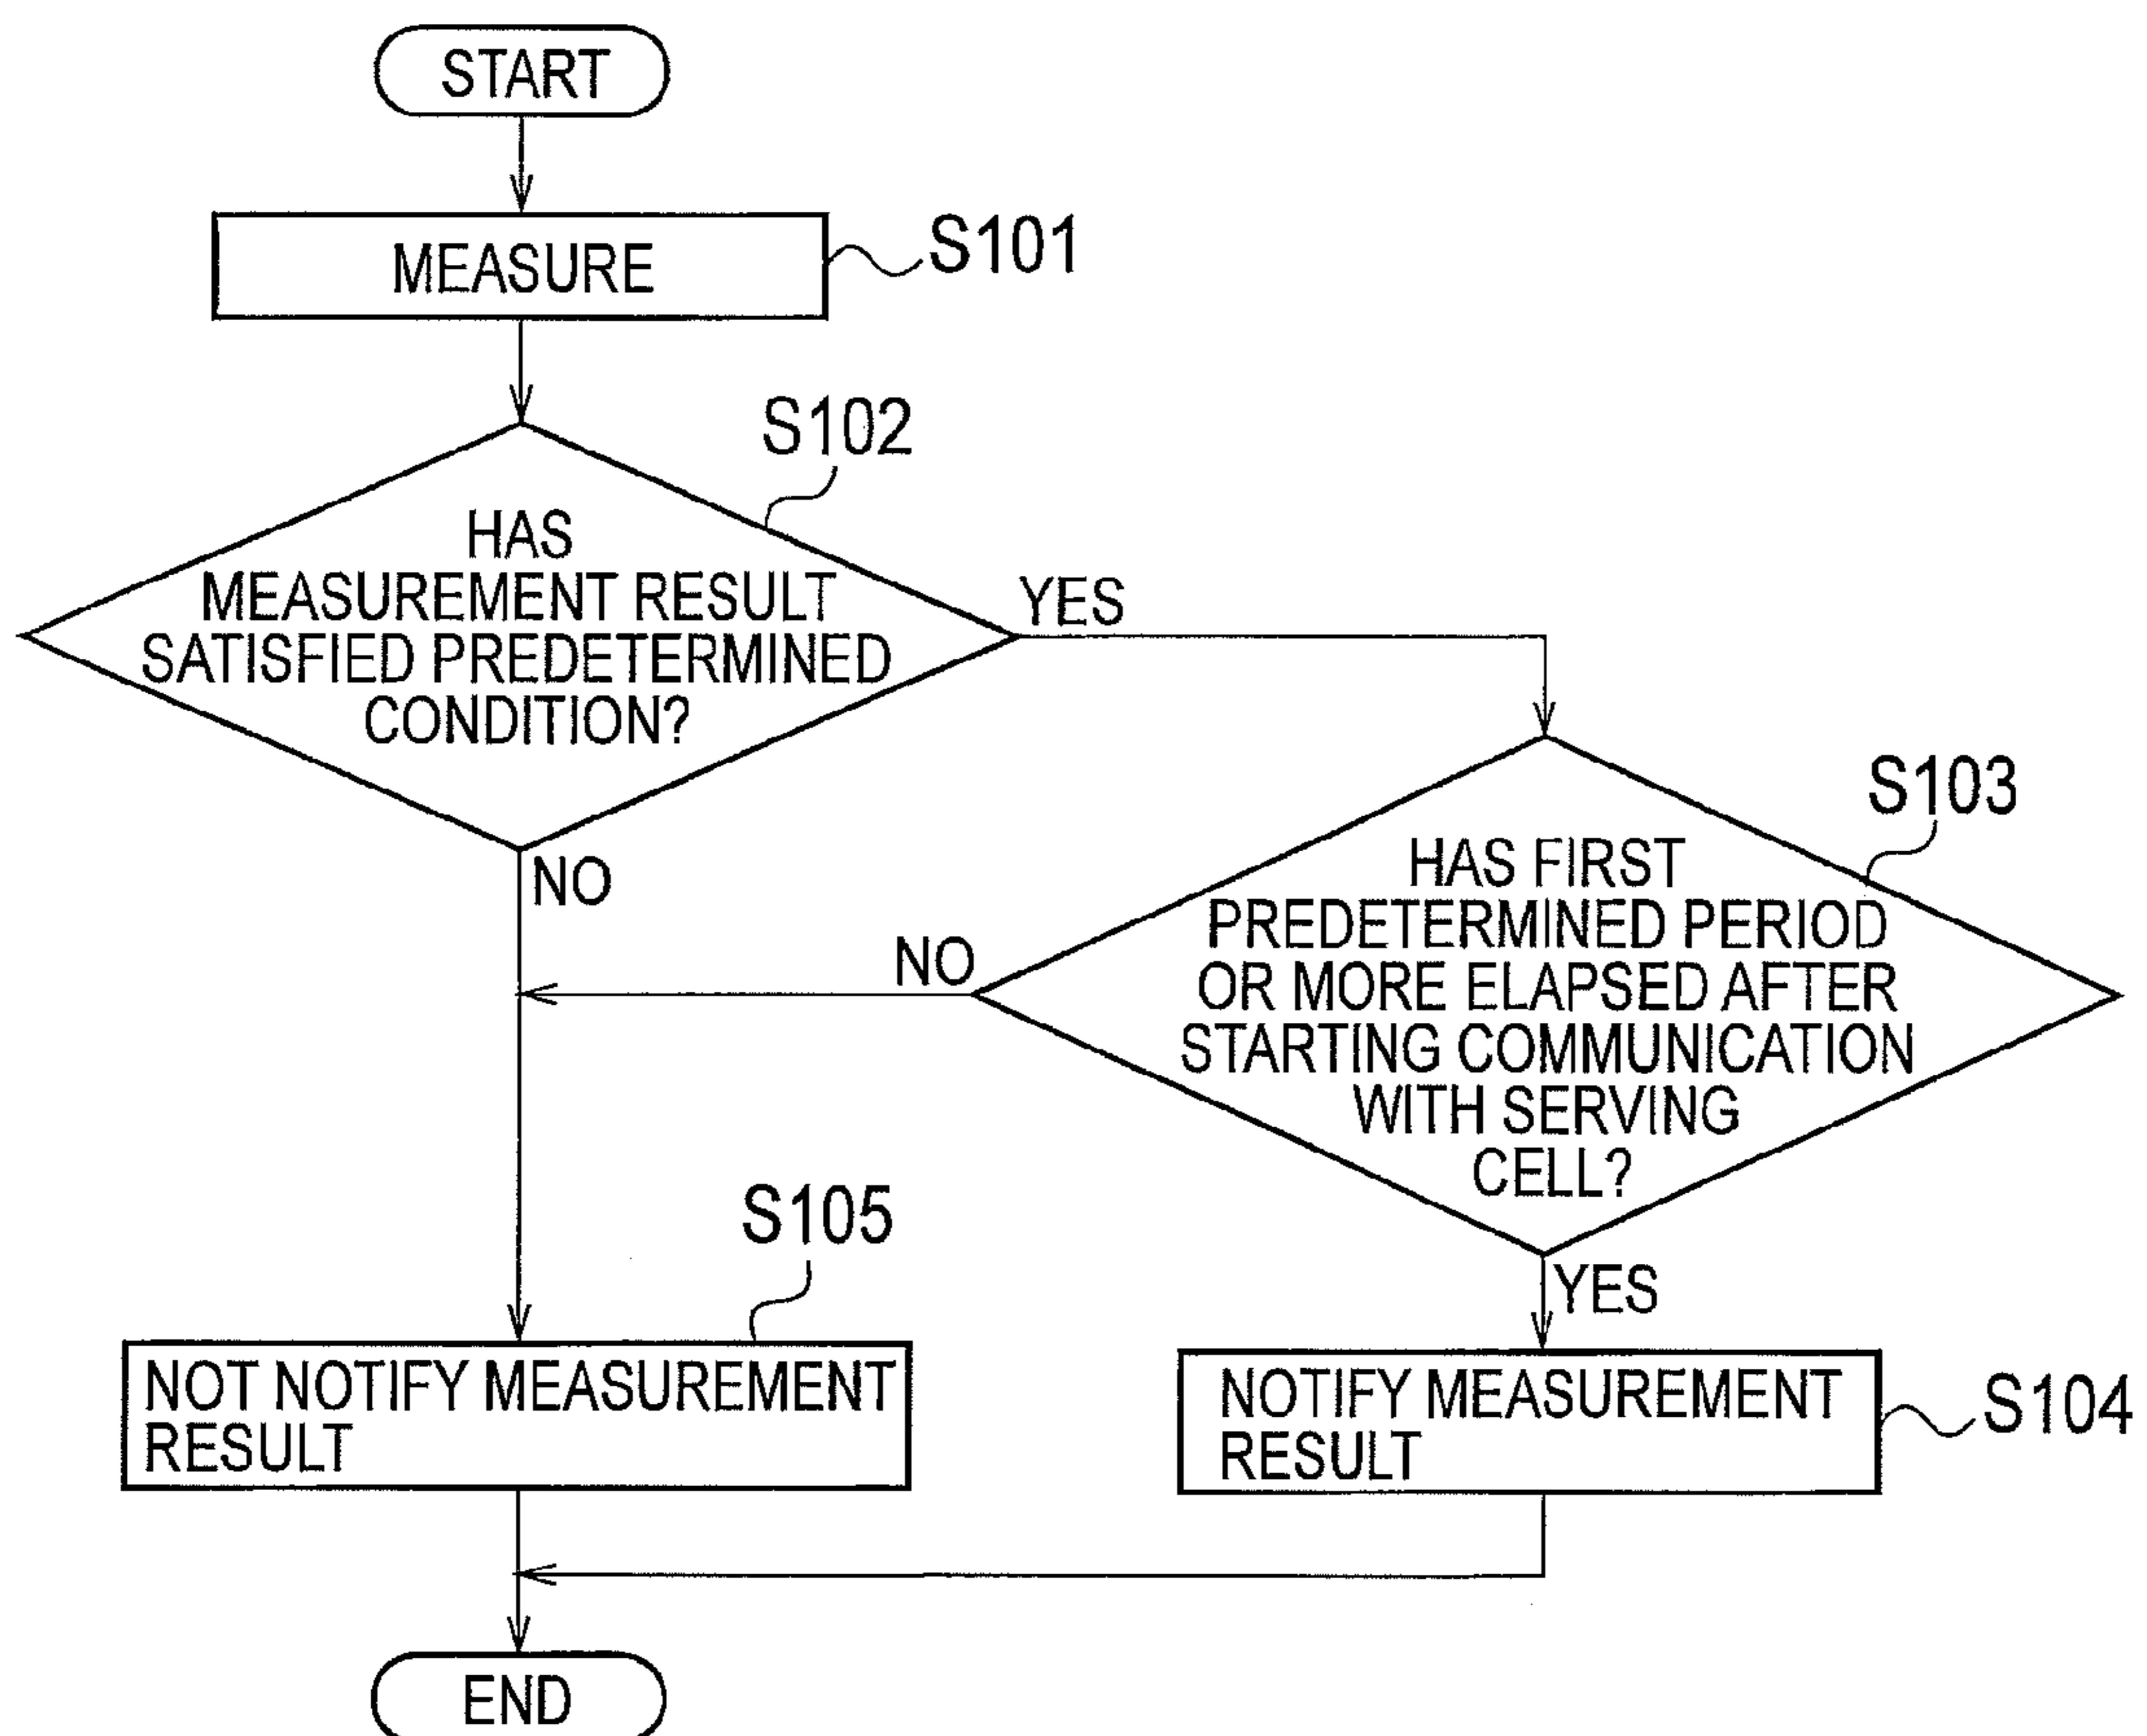 START
MEASURE
S101
S102
HAS
MEASUREMENT RESULT
SATISFIED PREDETERMINED
CONDITION?
YES
NO
S103
HAS FIRST
PREDETERMINED PERIOD
OR MORE ELAPSED AFTER
STARTING COMMUNICATION
WITH SERVING
CELL?
NO
YES
S105
NOT NOTIFY MEASUREMENT
RESULT
NOTIFY MEASUREMENT
RESULT
S104
END